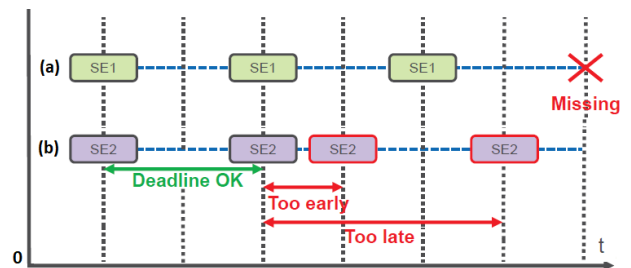 (a) SE1 SE1 SE1
Missing
(b) SE2 SE2 SE2 SE2
Deadline OK
Too early
Too late
t
0